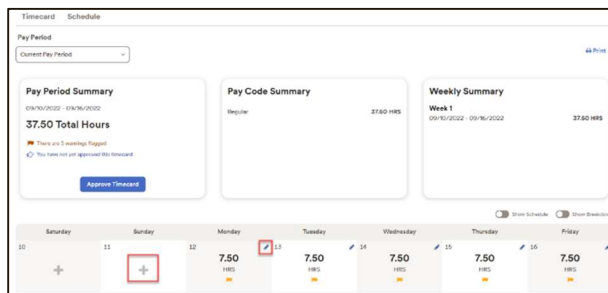 Timecard Schedule
Pay Period
Current Pay Period
Print
Pay Period Summary
09/10/2022 - 09/16/2022
37.50 Total Hours
There are 5 warnings flagged
You have not yet approved this timecard
Approve Timecard
Pay Code Summary
Regular 37.50 HRS
Weekly Summary
Week 1
09/10/2022 - 09/16/2022 37.50 HRS
Show Schedule Show Breakdown
Saturday Sunday Monday Tuesday Wednesday Thursday Friday
10 11 12 13 14 15 16
7.50 7.50 7.50 7.50 7.50
HRS HRS HRS HRS HRS